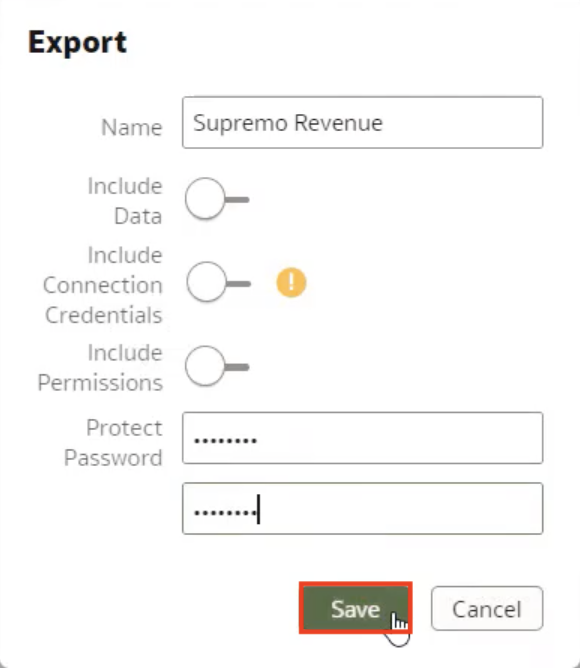 Export
Name
Supremo Revenue
Include
Data
Include
Connection
Credentials
!
Include
Permissions
Protect
Password
••••••••
••••••••
Save
Cancel